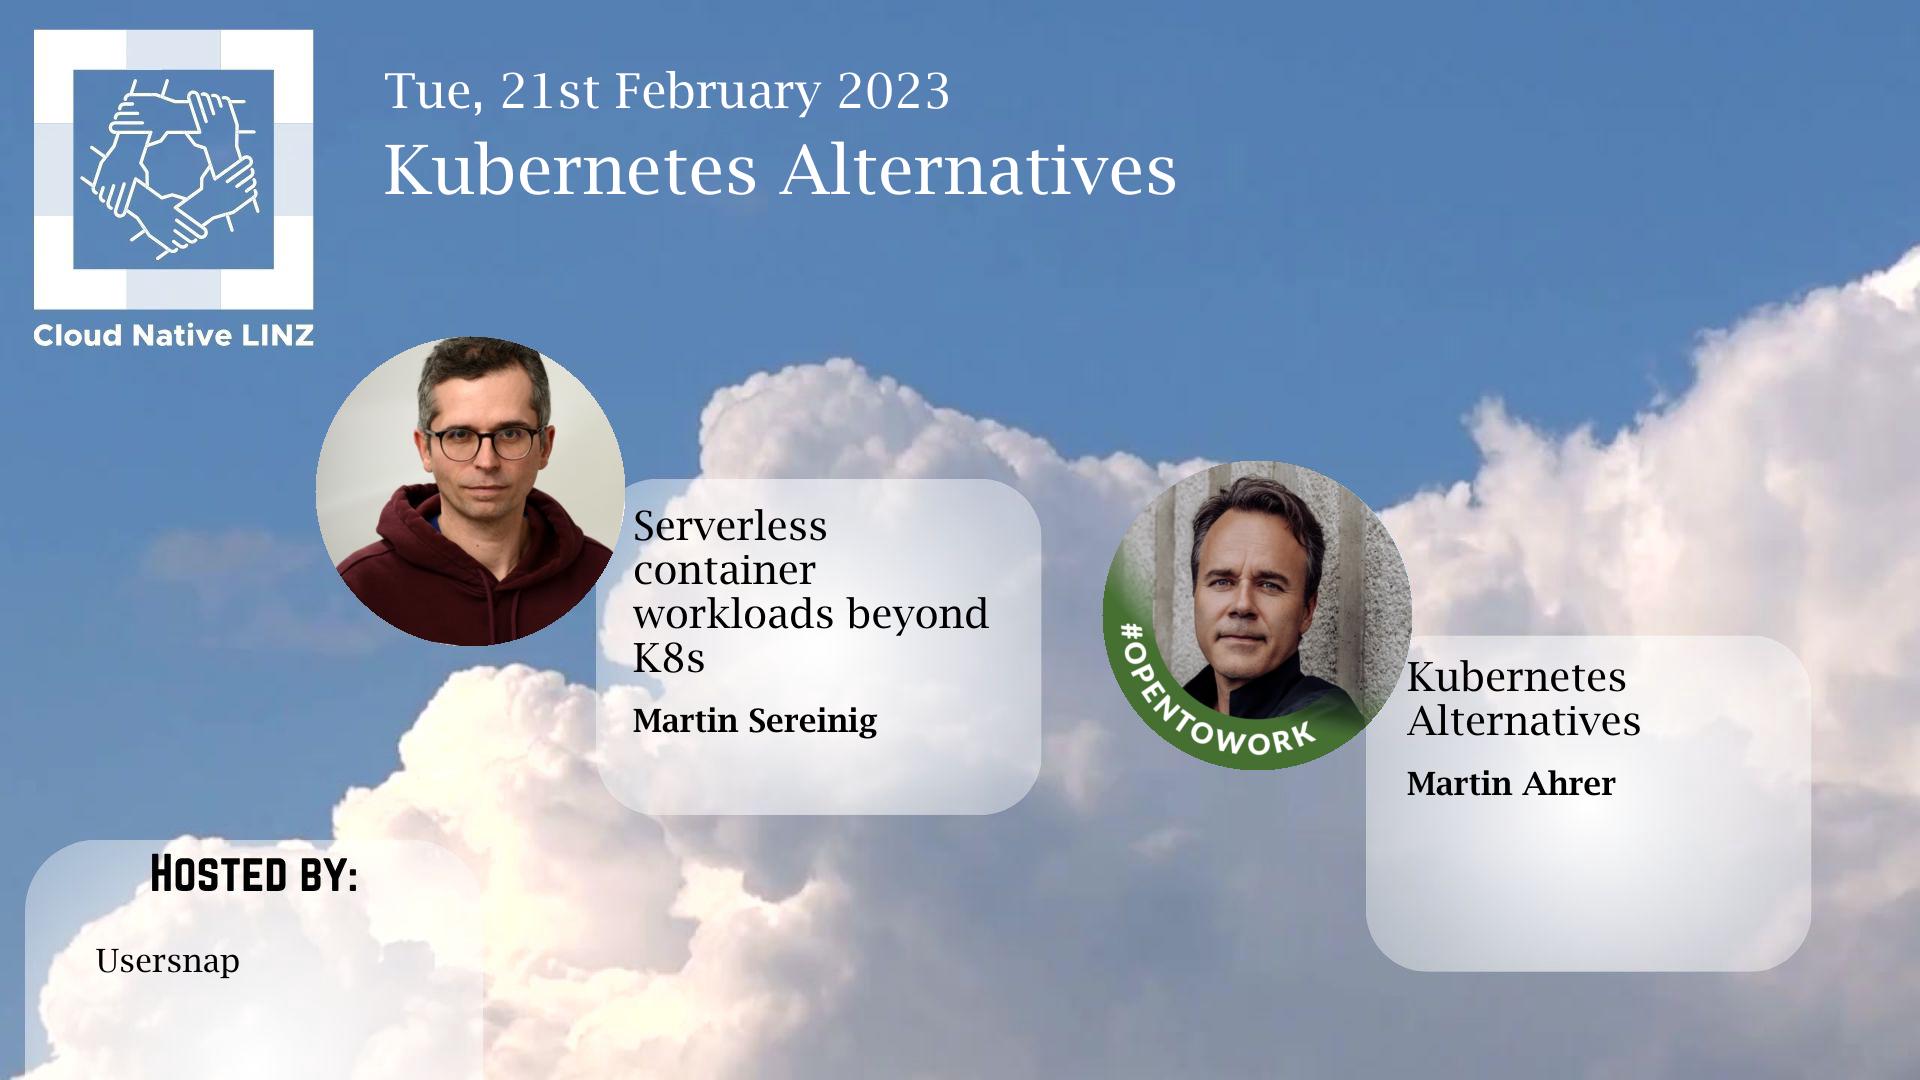 Tue, 21st February 2023
Kubernetes Alternatives
Cloud Native LINZ
Serverless
container
workloads beyond
K8s
Martin Sereinig
#OPENTOWORK
Kubernetes
Alternatives
Martin Ahrer
HOSTED BY:
Usersnap